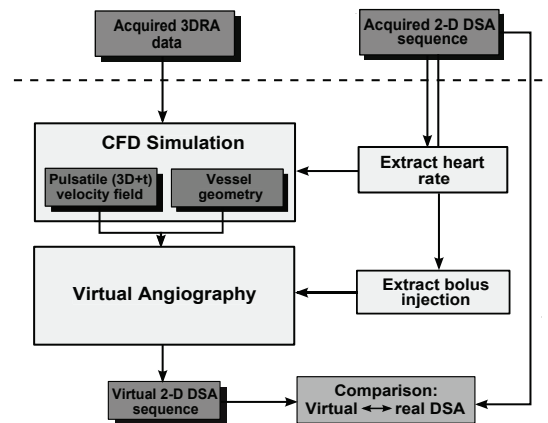 Acquired 3DRA
data
Acquired 2-D DSA
sequence
CFD Simulation
Pulsatile (3D+t)
velocity field
Vessel
geometry
Extract heart
rate
Virtual Angiography
Extract bolus
injection
Virtual 2-D DSA
sequence
Comparison:
Virtual ↔ real DSA